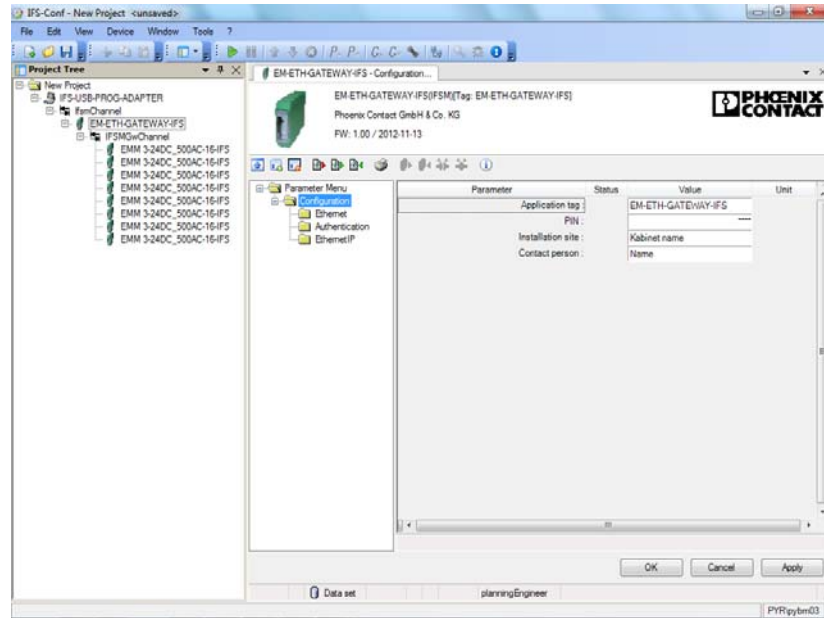 IFS-Conf - New Project <unsaved>
File Edit View Device Window Tools ?
Project Tree
New Project
IFS-USB-PROG-ADAPTER
IfsmChannel
EM-ETH-GATEWAY-IFS
IFSMGwChannel
EMM 3-24DC_500AC-16-IFS
EMM 3-24DC_500AC-16-IFS
EMM 3-24DC_500AC-16-IFS
EMM 3-24DC_500AC-16-IFS
EMM 3-24DC_500AC-16-IFS
EMM 3-24DC_500AC-16-IFS
EMM 3-24DC_500AC-16-IFS
EMM 3-24DC_500AC-16-IFS
EM-ETH-GATEWAY-IFS - Configuration...
EM-ETH-GATEWAY-IFS(IFSM)[Tag: EM-ETH-GATEWAY-IFS]
Phoenix Contact GmbH & Co. KG
FW: 1.00 / 2012-11-13
PHŒNIX CONTACT
Parameter Menu
Configuration
Ethernet
Authentication
EthernetIP
Parameter Status Value Unit
Application tag : EM-ETH-GATEWAY-IFS
PIN : ****
Installation site : Kabinet name
Contact person : Name
OK Cancel Apply
Data set planningEngineer
PYR\pybm03